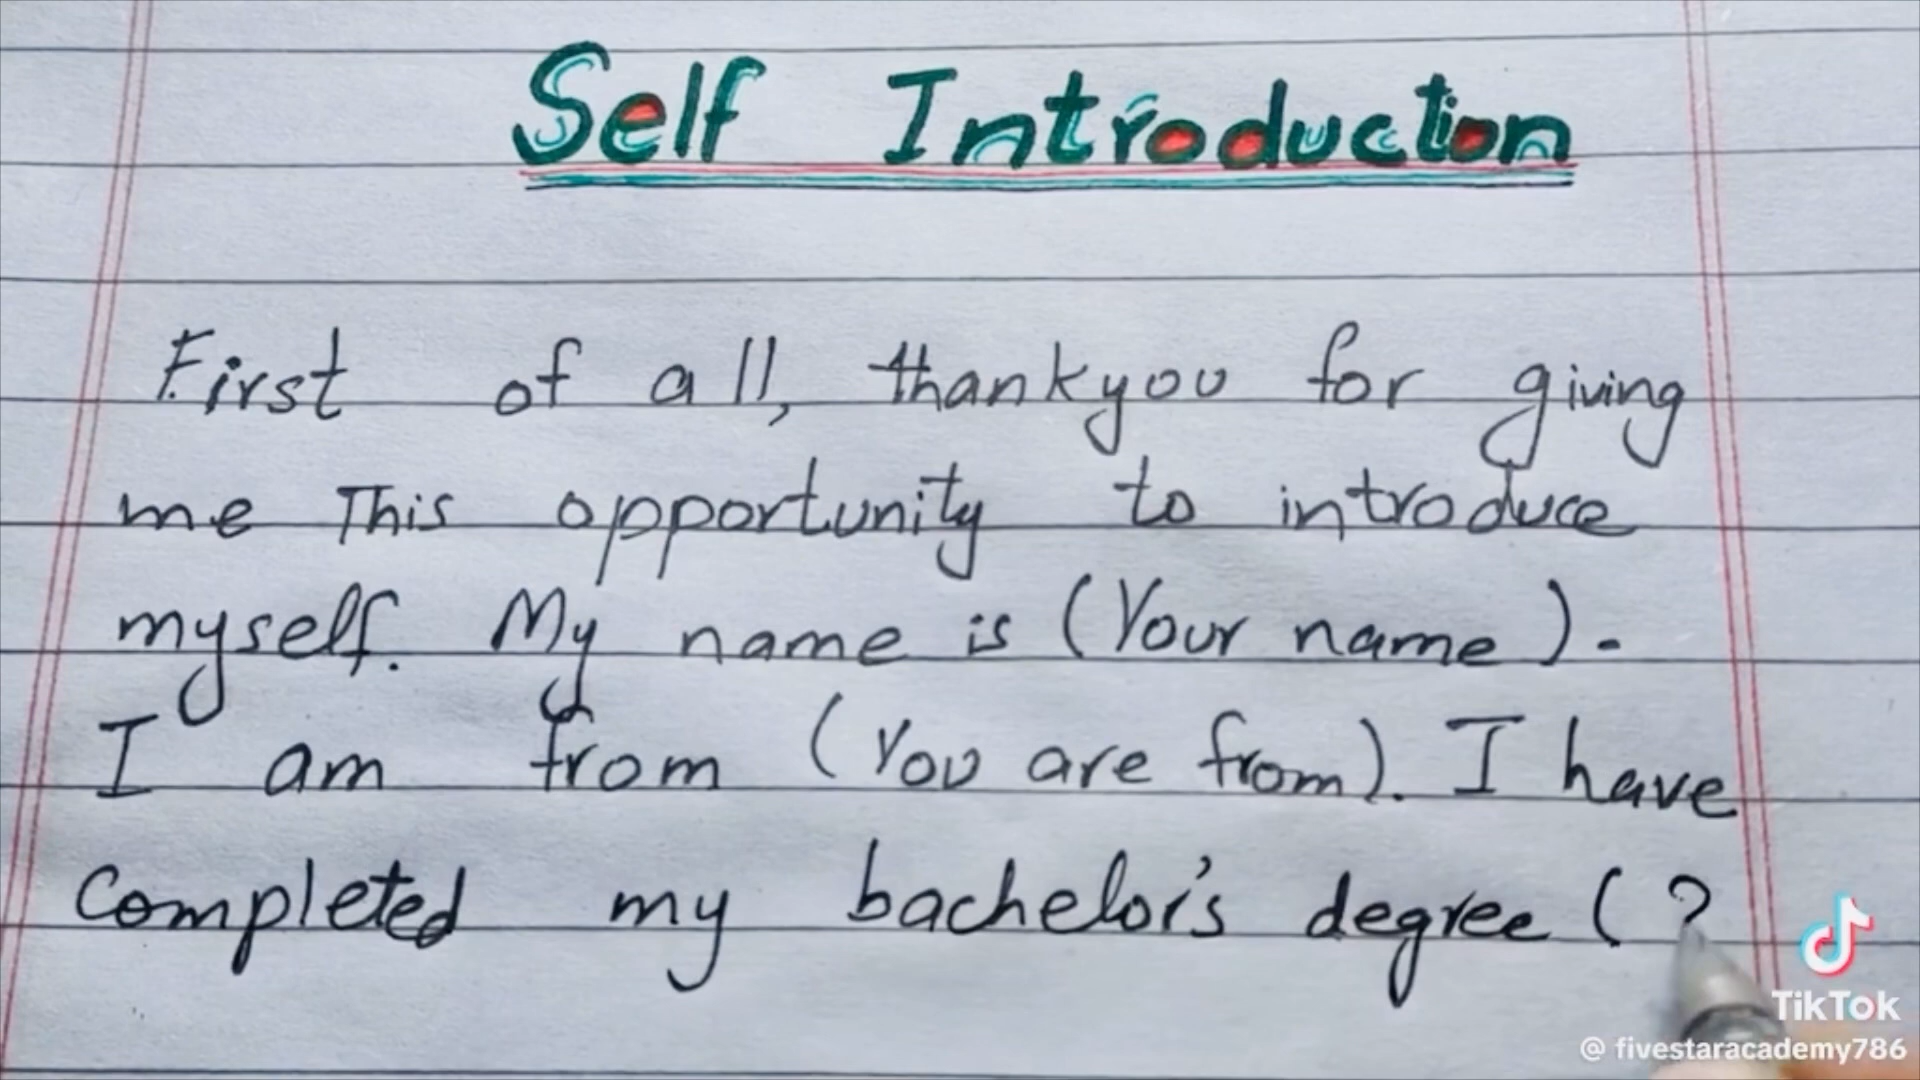 Self Introduction
First of all, thankyou for giving
me This opportunity to introduce
myself. My name is (Your name).
I am from (You are from). I have
Completed my bachelor's degree (?
TikTok
@ fivestaracademy786